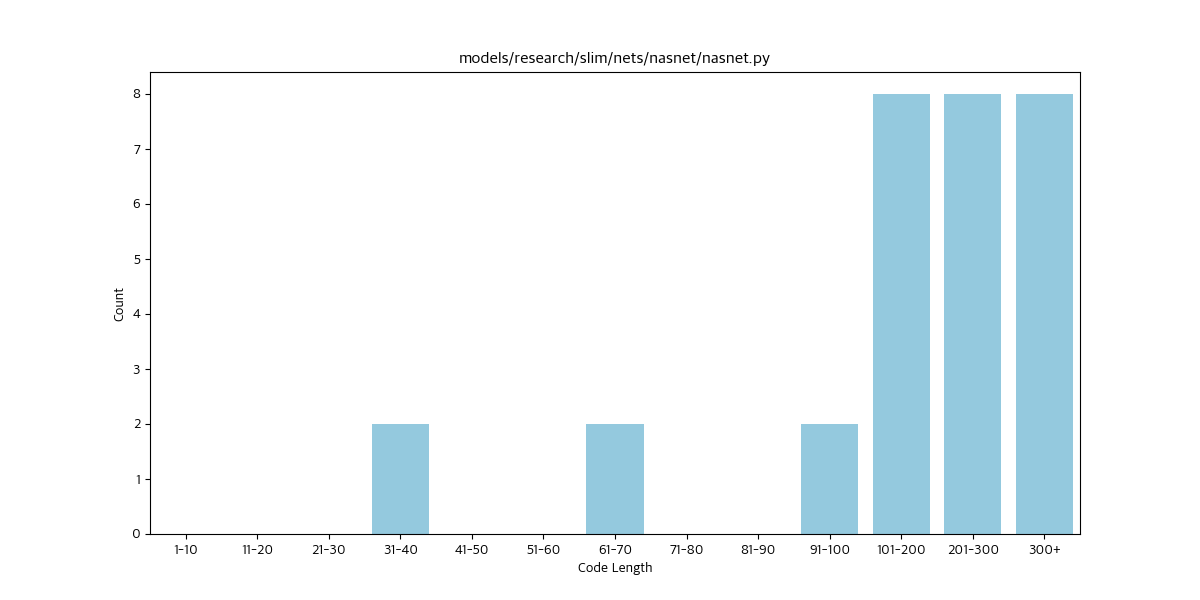 models/research/slim/nets/nasnet/nasnet.py
8
7
6
5
4
3
2
1
0
Count
1-10 11-20 21-30 31-40 41-50 51-60 61-70 71-80 81-90 91-100 101-200 201-300 300+
Code Length